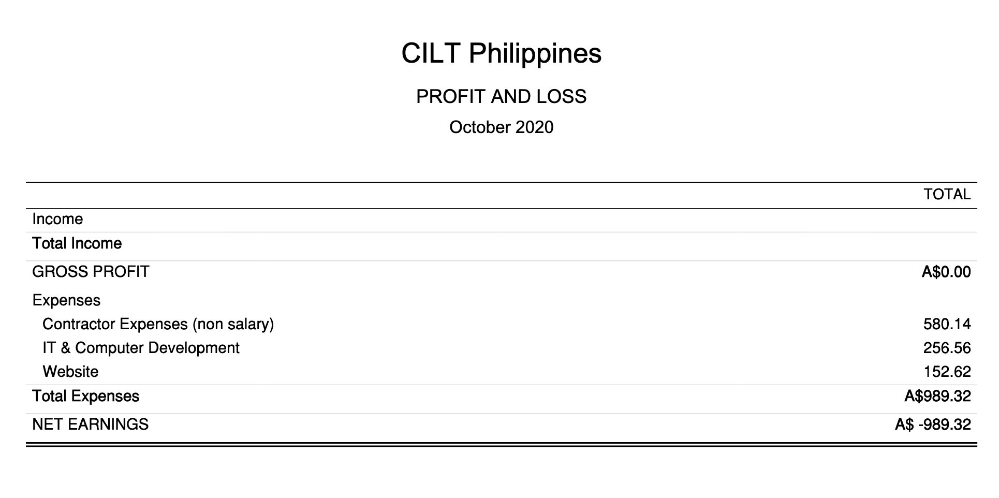 CILT Philippines
PROFIT AND LOSS
October 2020
TOTAL
Income
Total Income
GROSS PROFIT A$0.00
Expenses
Contractor Expenses (non salary) 580.14
IT & Computer Development 256.56
Website 152.62
Total Expenses A$989.32
NET EARNINGS A$ -989.32